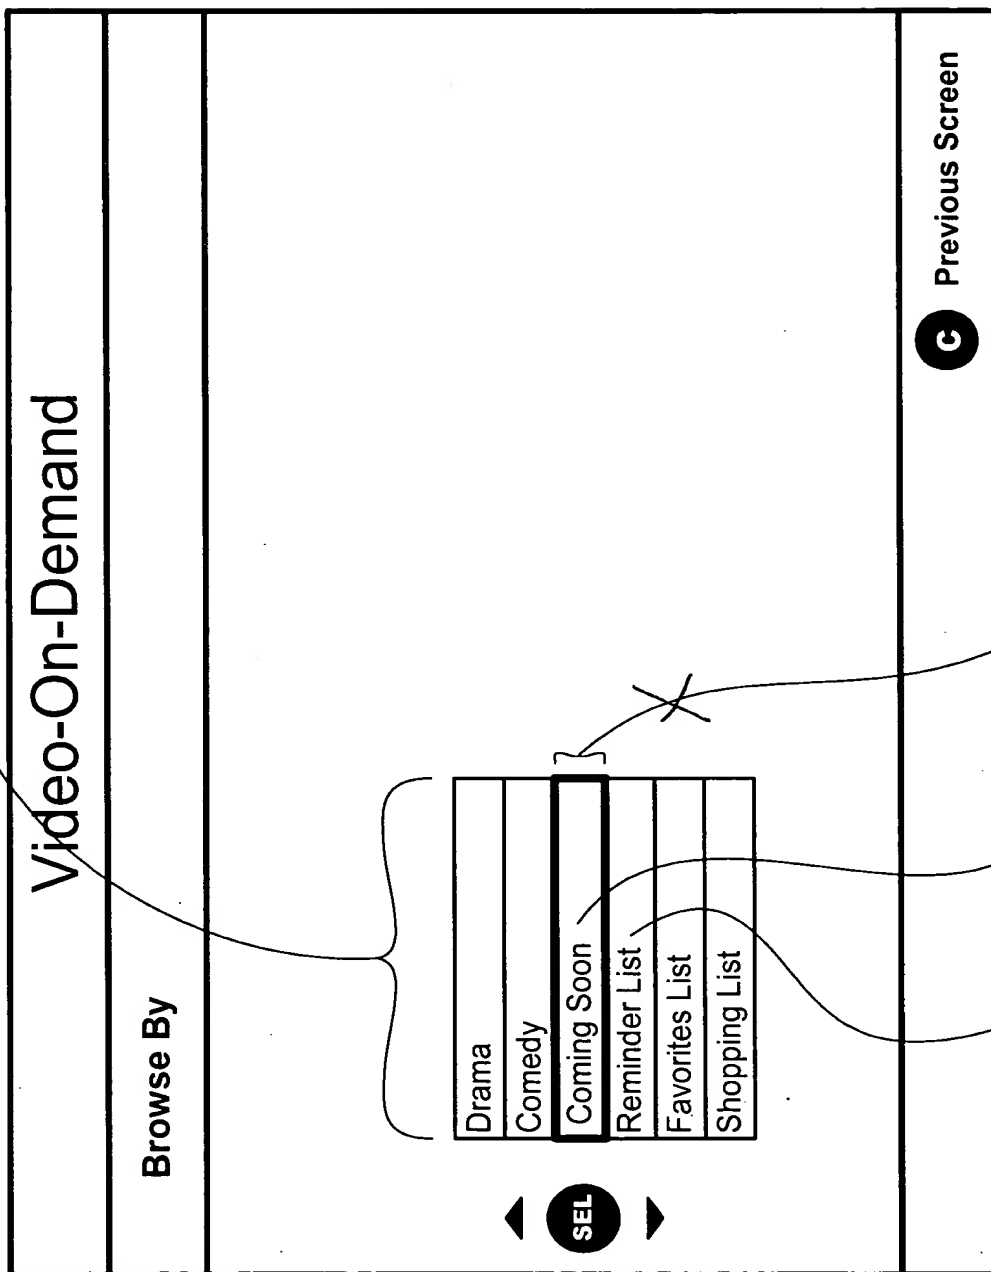 Video-On-Demand
Browse By
Drama
Comedy
SEL
Coming Soon
Reminder List
Favorites List
Shopping List
C Previous Screen